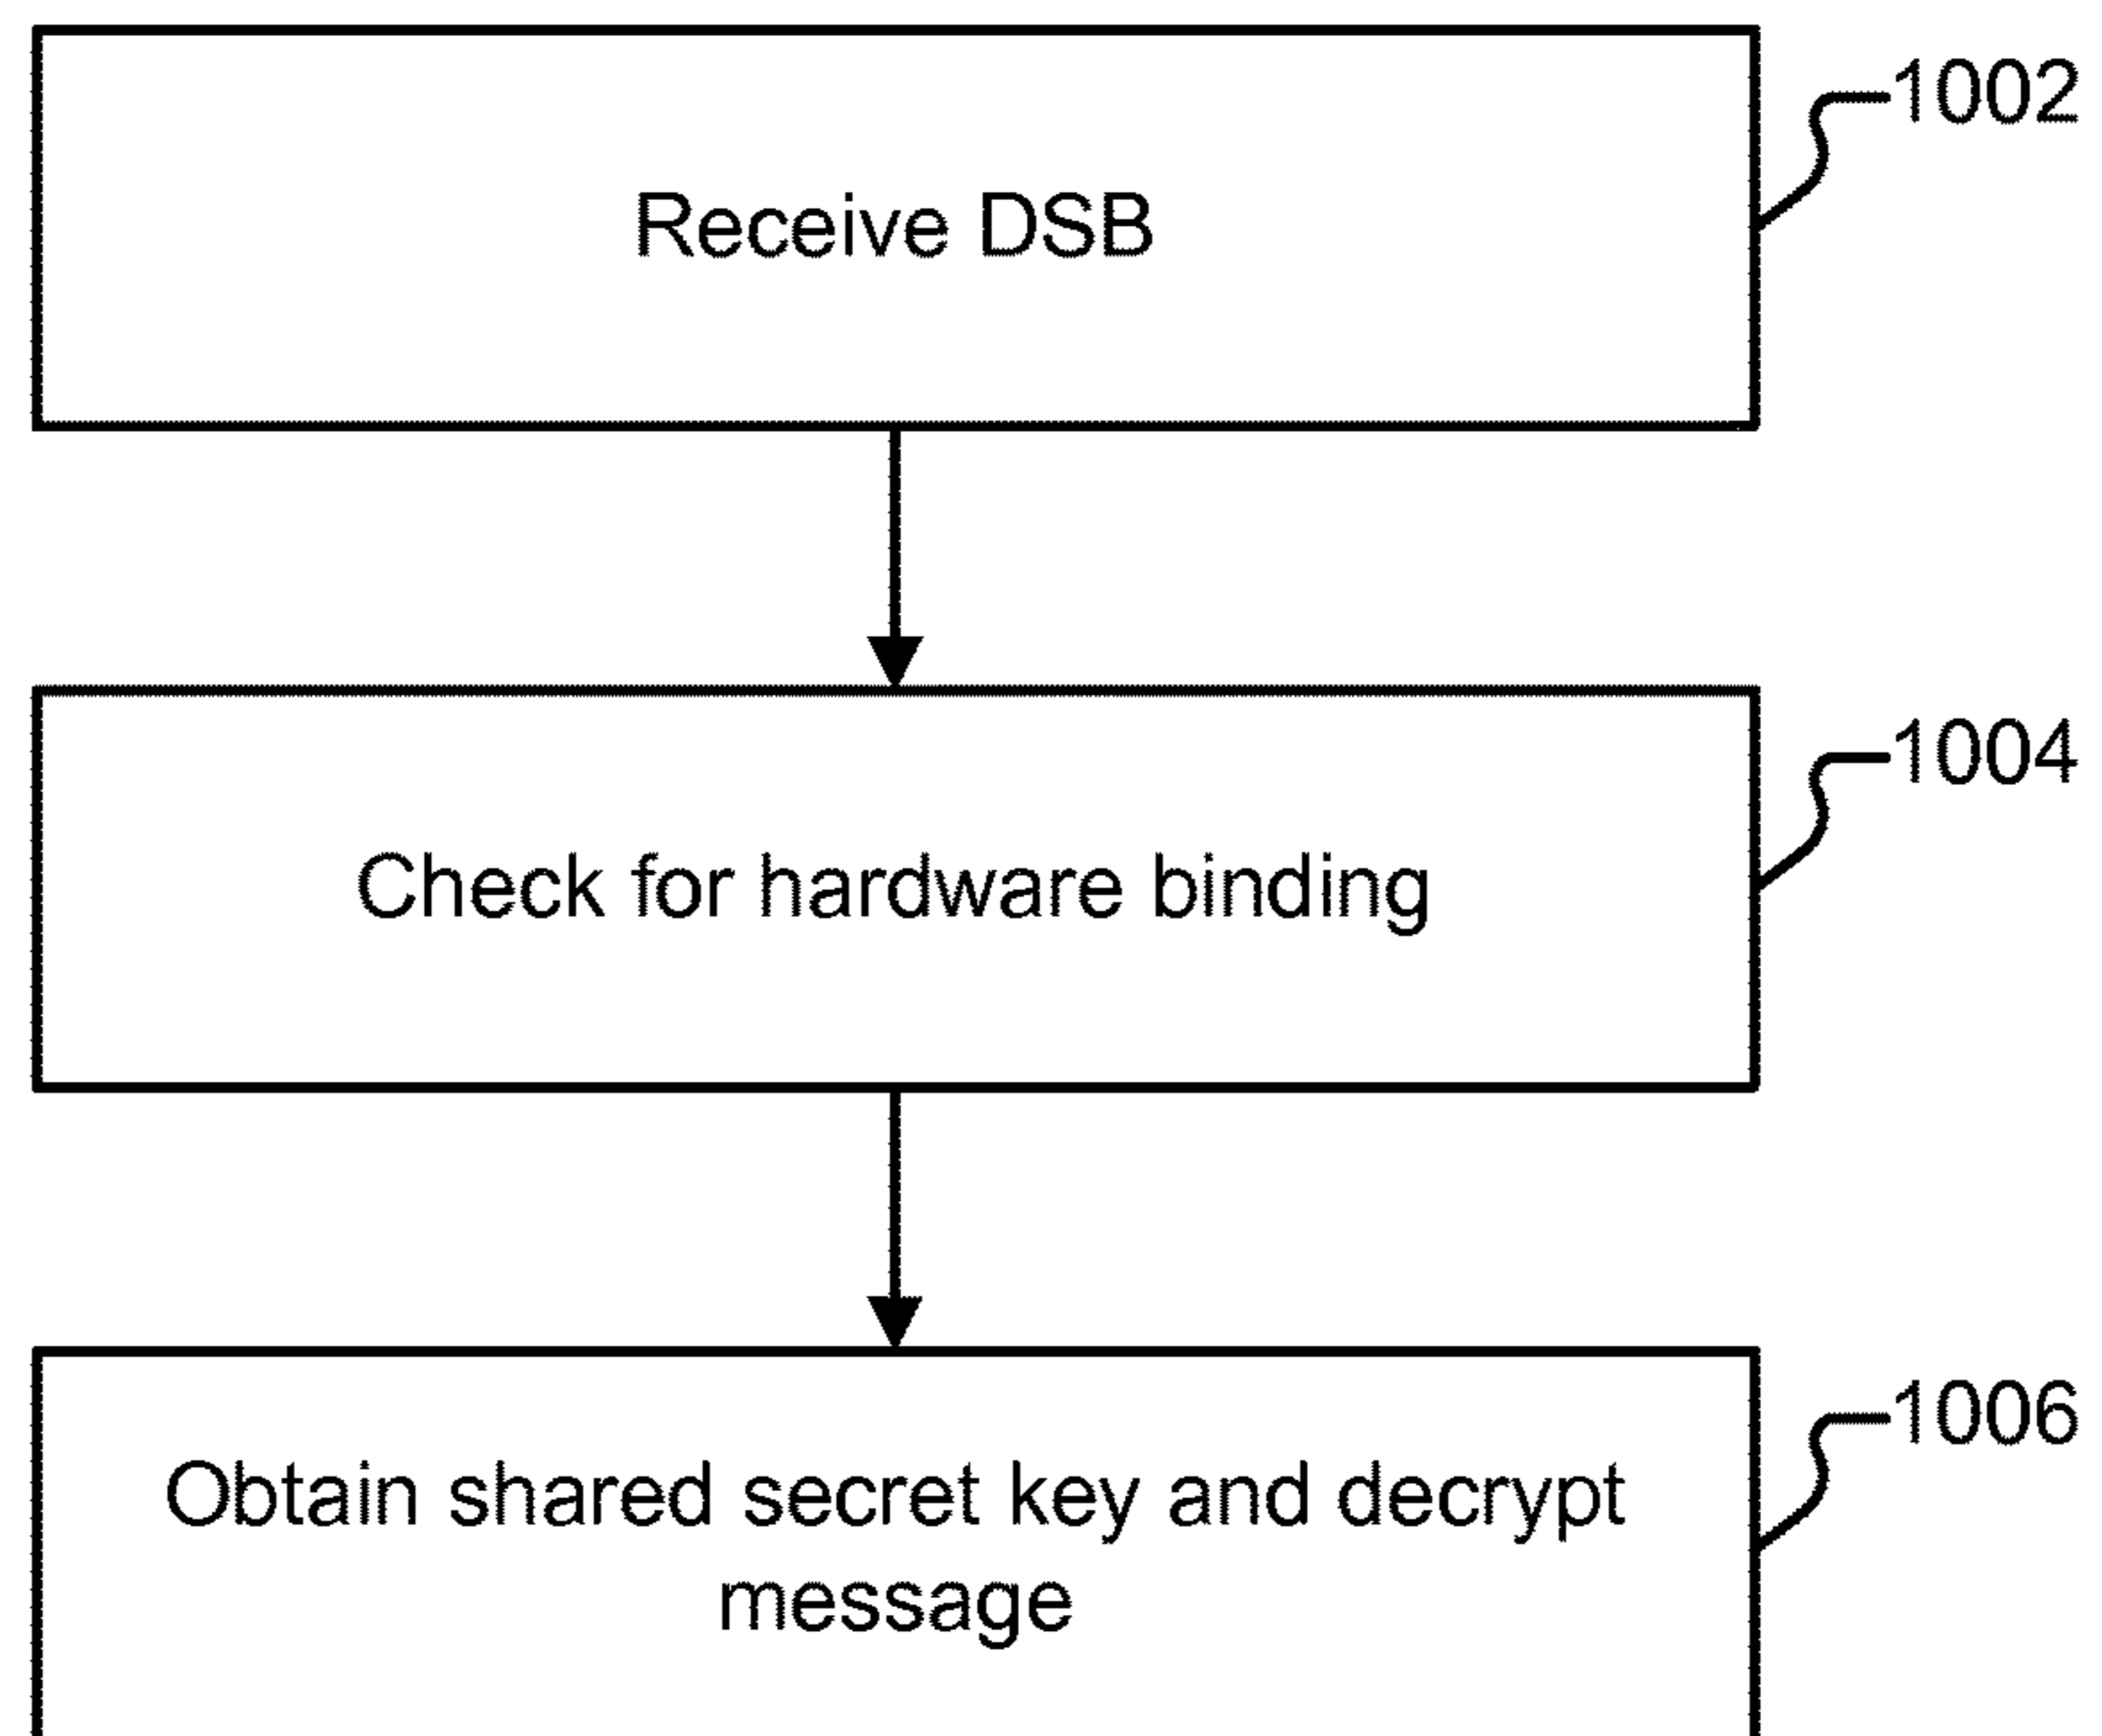 1002
Receive DSB
1004
Check for hardware binding
1006
Obtain shared secret key and decrypt
message